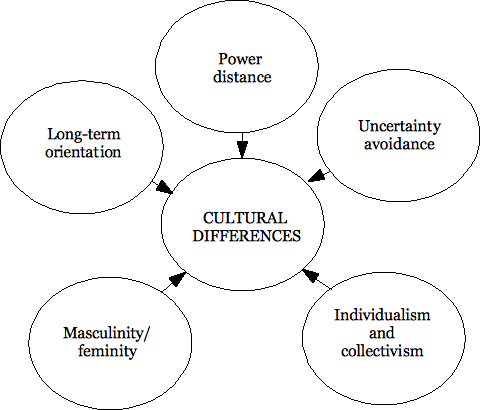 Power
distance
Uncertainty
avoidance
Long-term
orientation
CULTURAL
DIFFERENCES
Individualism
and
collectivism
Masculinity/
feminity